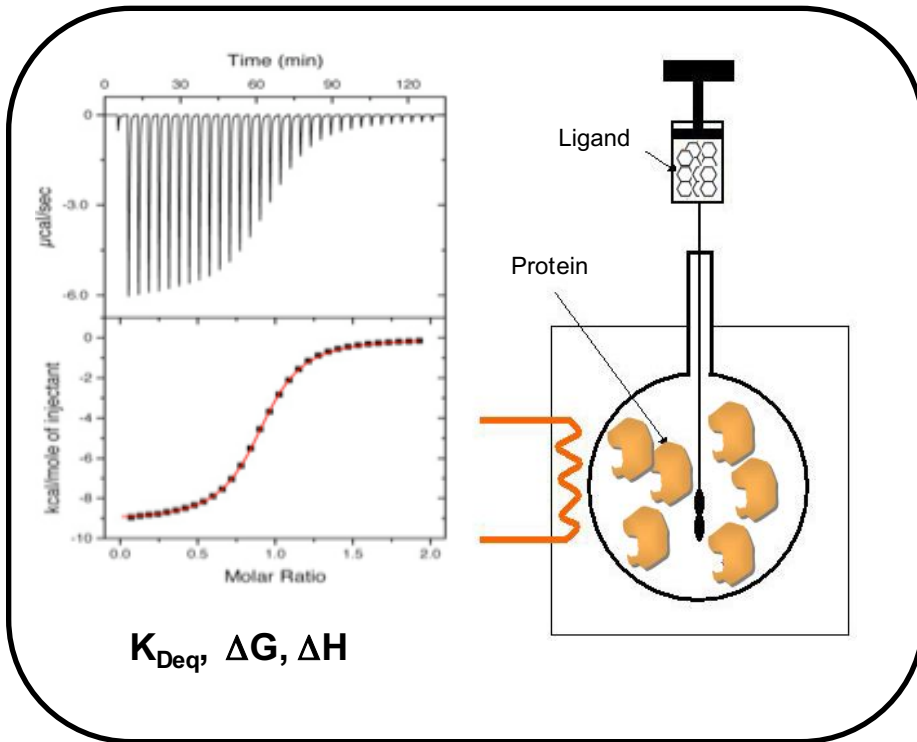 Time (min)
0 30 60 90 120
0
-3.0
-6.0
µcal/sec
0
-2
-4
-6
-8
-10
kcal/mole of injectant
0.0 0.5 1.0 1.5 2.0
Molar Ratio
K_Deq, ΔG, ΔH
Ligand
Protein